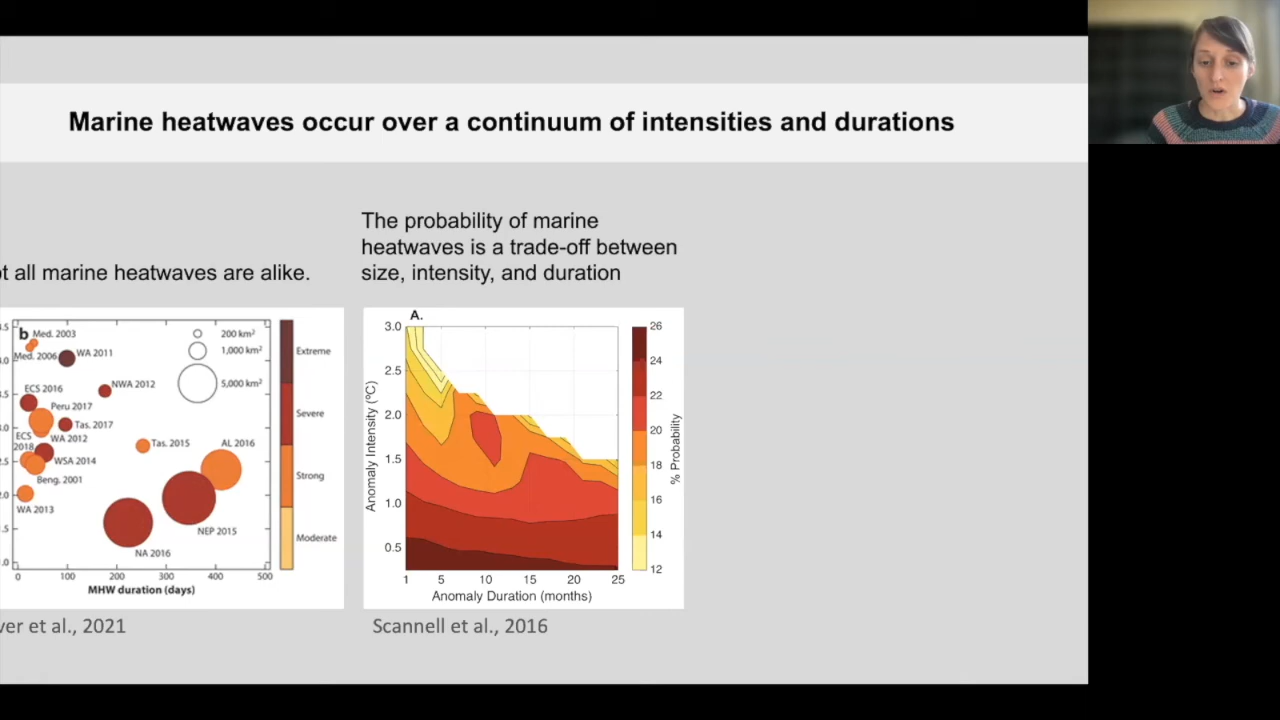 Marine heatwaves occur over a continuum of intensities and durations
all marine heatwaves are alike.
The probability of marine
heatwaves is a trade-off between
size, intensity, and duration
b
Med. 2003
Med. 2006
WA 2011
NWA 2012
ECS 2016
Peru 2017
Tas. 2017
ECS
2018
WA 2012
WSA 2014
Beng. 2001
WA 2013
Tas. 2015
AL 2016
NEP 2015
NA 2016
200 km²
1,000 km²
5,000 km²
Extreme
Severe
Strong
Moderate
0 100 200 300 400 500
MHW duration (days)
A.
3.0
2.5
2.0
1.5
1.0
0.5
Anomaly Intensity (ºC)
1 5 10 15 20 25
Anomaly Duration (months)
26
24
22
20
18
16
14
12
% Probability
et al., 2021
Scannell et al., 2016